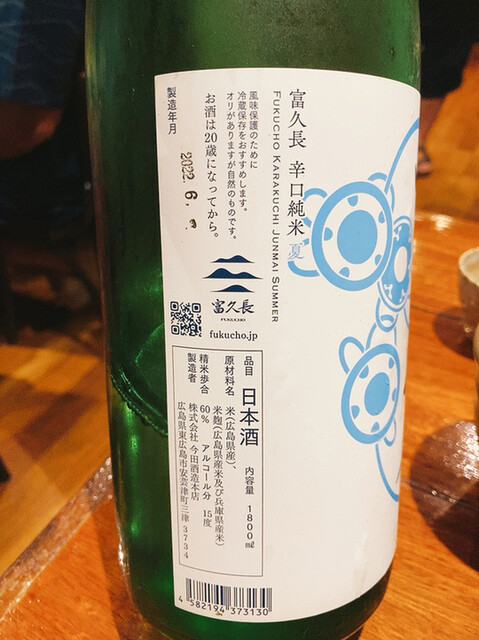 富久長 辛口純米 夏
FUKUCHO KARAKUCHI JUNMAI SUMMER
風味保護のために
冷蔵保存をおすすめします。
オリがありますが自然のものです。
お酒は20歳になってから。
製造年月
2022.6.
富久長
FUKUCHO
fukucho.jp
品目 日本酒 内容量 1800㎖
原材料名 米(広島県産)、
米麹(広島県産米及び兵庫県産米)
精米歩合 60% アルコール分 15度
製造者 株式会社 今田酒造本店
広島県東広島市安芸津町三津3734
4 582194 373130